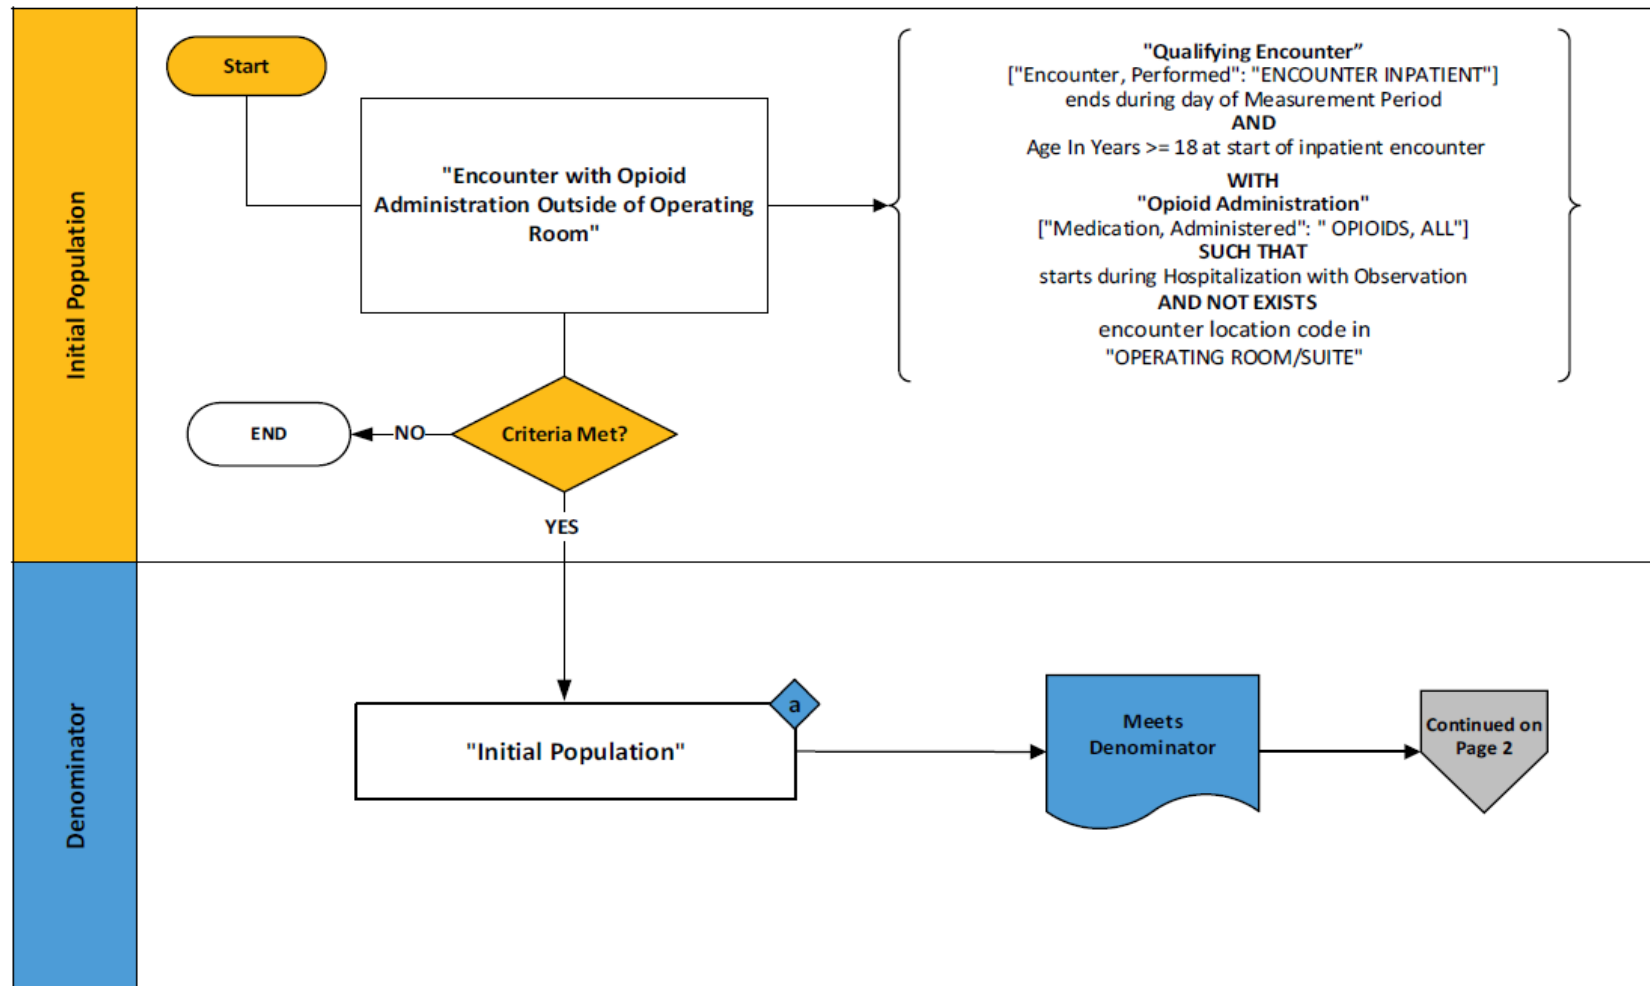 Initial Population
Start
"Encounter with Opioid
Administration Outside of Operating
Room"
"Qualifying Encounter”
["Encounter, Performed": "ENCOUNTER INPATIENT"]
ends during day of Measurement Period
AND
Age In Years >= 18 at start of inpatient encounter
WITH
"Opioid Administration"
["Medication, Administered": " OPIOIDS, ALL"]
SUCH THAT
starts during Hospitalization with Observation
AND NOT EXISTS
encounter location code in
"OPERATING ROOM/SUITE"
END
NO
Criteria Met?
YES
Denominator
"Initial Population"
a
Meets
Denominator
Continued on
Page 2